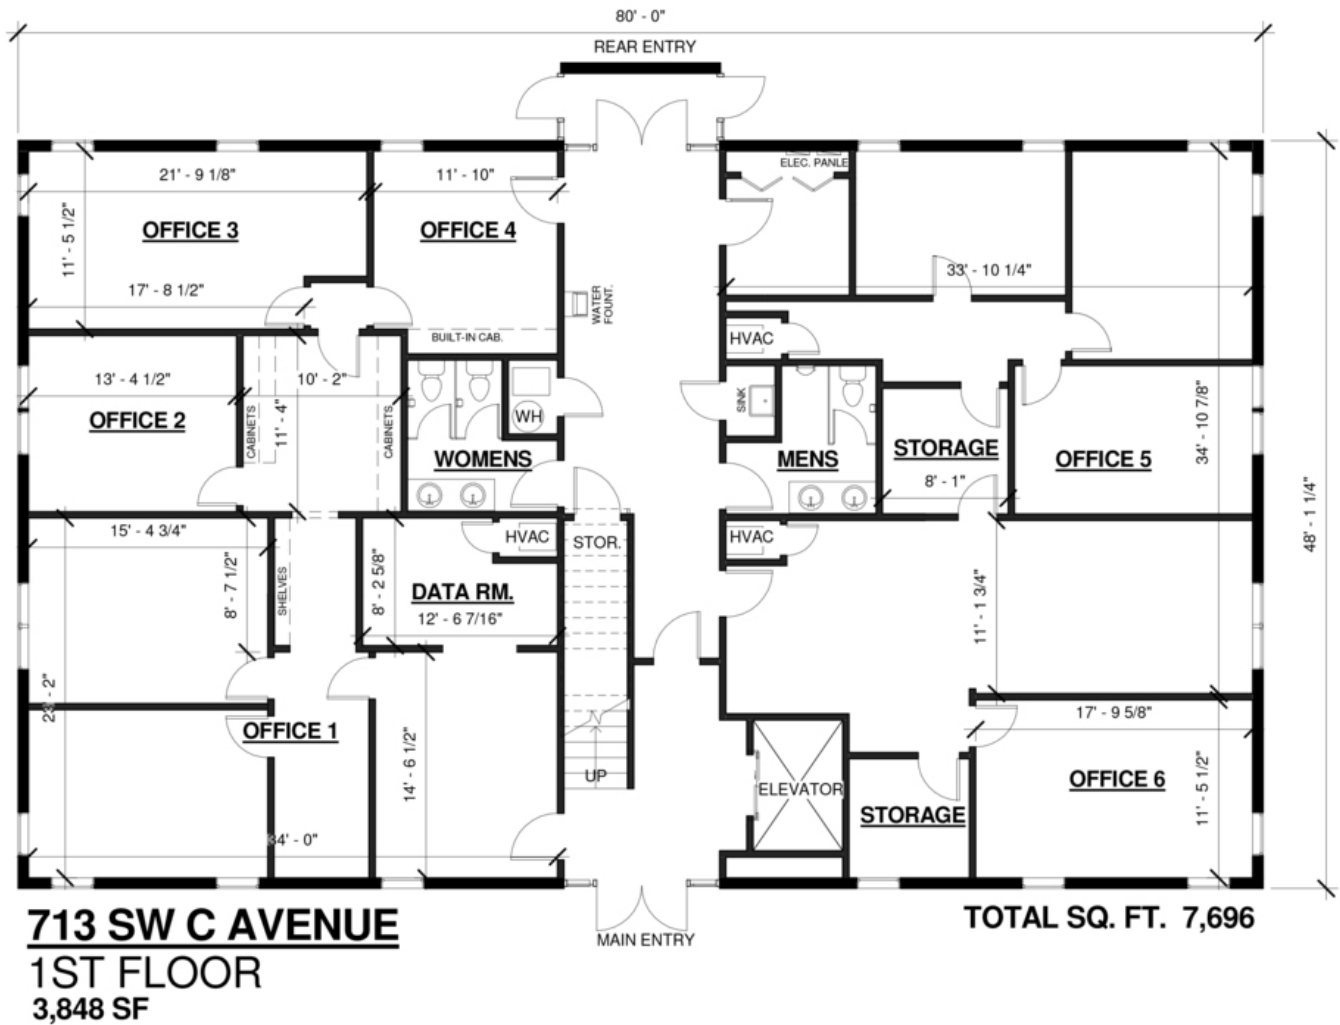 80' - 0"
REAR ENTRY
ELEC. PANLE
21' - 9 1/8"
11' - 10"
11' - 5 1/2"
OFFICE 3
OFFICE 4
33' - 10 1/4"
17' - 8 1/2"
WATER
FOUNT.
BUILT-IN CAB.
HVAC
13' - 4 1/2"
10' - 2"
OFFICE 2
CABINETS
11' - 4"
CABINETS
WH
SINK
34' - 10 7/8"
WOMENS
MENS
STORAGE
8' - 1"
OFFICE 5
48' - 1 1/4"
15' - 4 3/4"
HVAC
STOR.
HVAC
8' - 7 1/2"
SHELVES
8' - 2 5/8"
DATA RM.
12' - 6 7/16"
11' - 1 3/4"
23' - 2"
OFFICE 1
14' - 6 1/2"
UP
ELEVATOR
STORAGE
17' - 9 5/8"
OFFICE 6
11' - 5 1/2"
34' - 0"
713 SW C AVENUE
1ST FLOOR
3,848 SF
MAIN ENTRY
TOTAL SQ. FT. 7,696